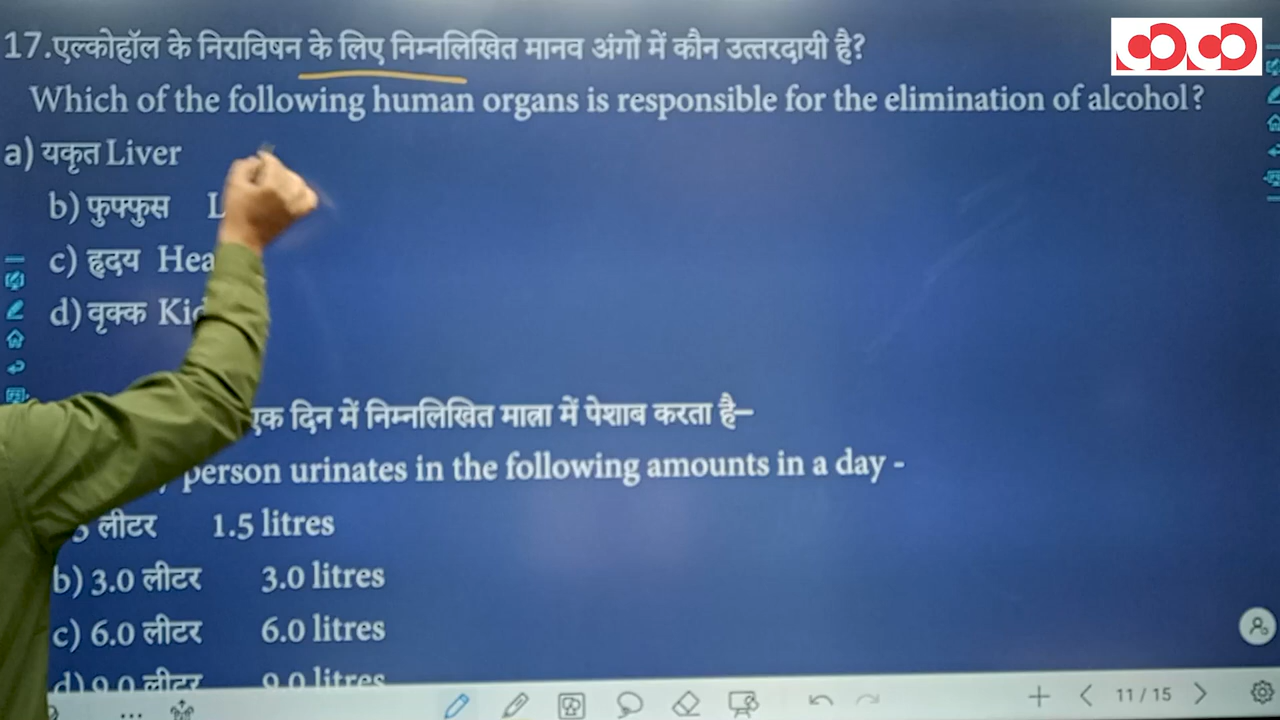 17.एल्कोहॉल के निराविषन के लिए निम्नलिखित मानव अंगों में कौन उत्तरदायी है?
Which of the following human organs is responsible for the elimination of alcohol?
a) यकृत Liver
b) फुफ्फुस L
c) हृदय Hea
d) वृक्क Kid
एक दिन में निम्नलिखित मात्रा में पेशाब करता है–
person urinates in the following amounts in a day -
5 लीटर 1.5 litres
b) 3.0 लीटर 3.0 litres
c) 6.0 लीटर 6.0 litres
d) 9.0 लीटर 9.0 litres
11 / 15